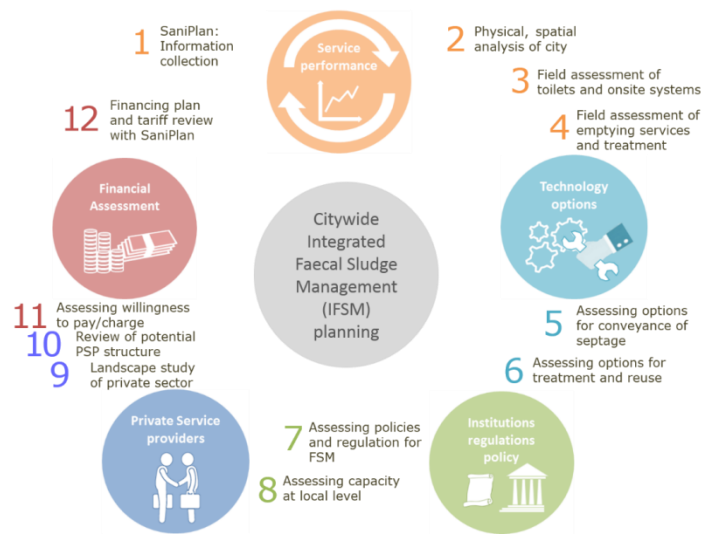 1 SaniPlan:
Information
collection
Service
performance
2 Physical, spatial
analysis of city
3 Field assessment of
toilets and onsite systems
4 Field assessment of
emptying services
and treatment
12 Financing plan
and tariff review
with SaniPlan
Financial
Assessment
Citywide
Integrated
Faecal Sludge
Management
(IFSM)
planning
Technology
options
11 Assessing willingness
to pay/charge
10 Review of potential
PSP structure
9 Landscape study
of private sector
5 Assessing options
for conveyance of
septage
6 Assessing options for
treatment and reuse
Private Service
providers
7 Assessing policies
and regulation for
FSM
8 Assessing capacity
at local level
Institutions
regulations
policy